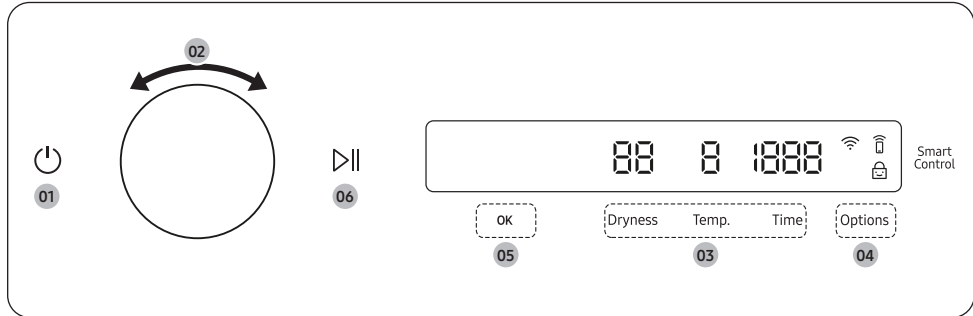 02
88 8 1888
Smart
Control
01
06
OK
Dryness Temp. Time
Options
05
03
04